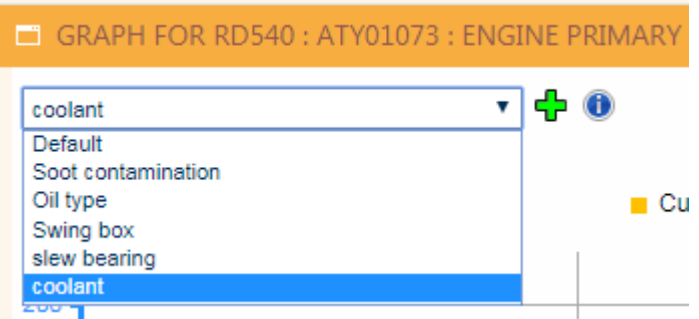 GRAPH FOR RD540 : ATY01073 : ENGINE PRIMARY
coolant
Default
Soot contamination
Oil type
Swing box
slew bearing
coolant
Cu